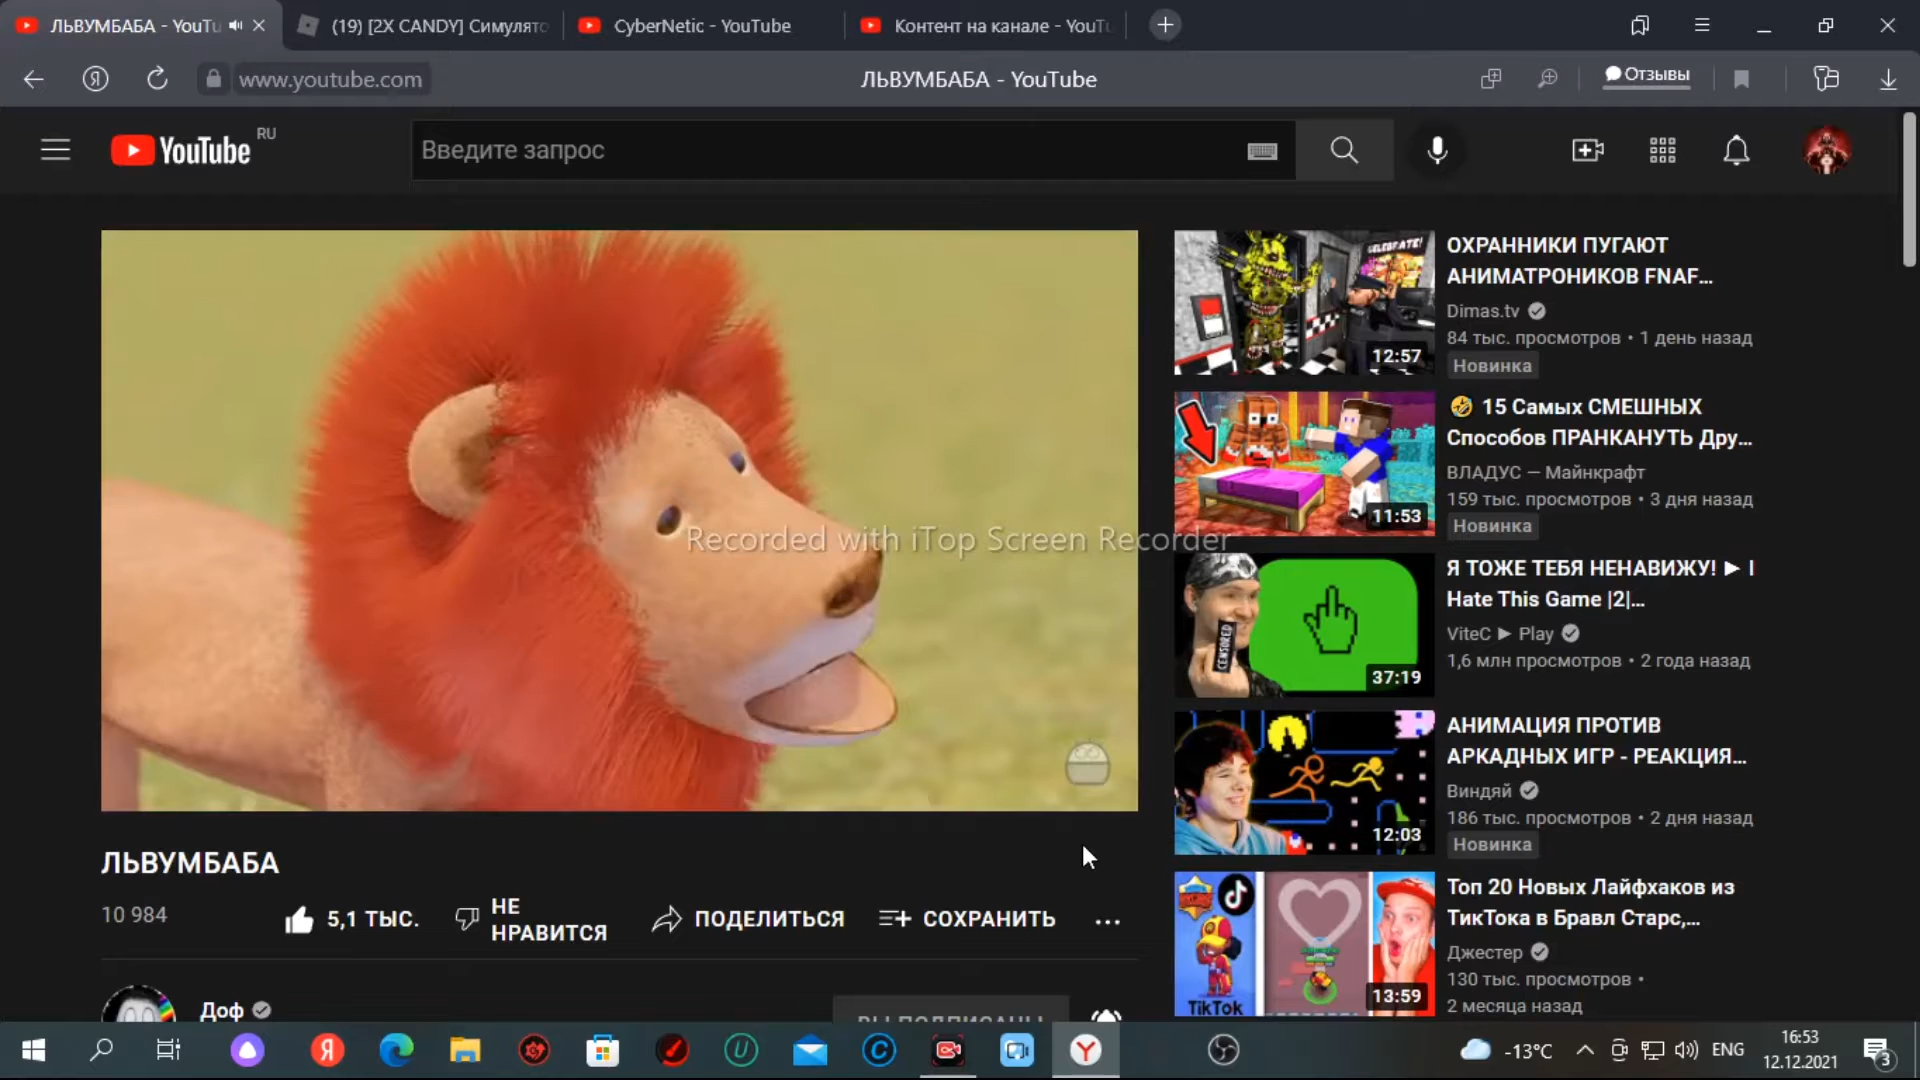 ЛЬВУМБАБА - YouTu
(19) [2X CANDY] Симулято
CyberNetic - YouTube
Контент на канале - YouTu
www.youtube.com
ЛЬВУМБАБА - YouTube
Отзывы
YouTube
RU
Введите запрос
CELEBRATE!
12:57
ОХРАННИКИ ПУГАЮТ
АНИМАТРОНИКОВ FNAF...
Dimas.tv
84 тыс. просмотров • 1 день назад
Новинка
11:53
15 Самых СМЕШНЫХ
Способов ПРАНКАНУТЬ Дру...
ВЛАДУС — Майнкрафт
159 тыс. просмотров • 3 дня назад
Новинка
Recorded with iTop Screen Recorder
CENSORED
37:19
Я ТОЖЕ ТЕБЯ НЕНАВИЖУ! ► I
Hate This Game |2|...
ViteC ► Play
1,6 млн просмотров • 2 года назад
12:03
АНИМАЦИЯ ПРОТИВ
АРКАДНЫХ ИГР - РЕАКЦИЯ...
Виндяй
186 тыс. просмотров • 2 дня назад
Новинка
TikTok
13:59
Топ 20 Новых Лайфхаков из
ТикТока в Бравл Старс,...
Джестер
130 тыс. просмотров •
2 месяца назад
ЛЬВУМБАБА
10 984
5,1 ТЫС.
НЕ
НРАВИТСЯ
ПОДЕЛИТЬСЯ
СОХРАНИТЬ
Доф
ВЫ ПОДПИСАНЫ
-13°C
ENG
16:53
12.12.2021
3